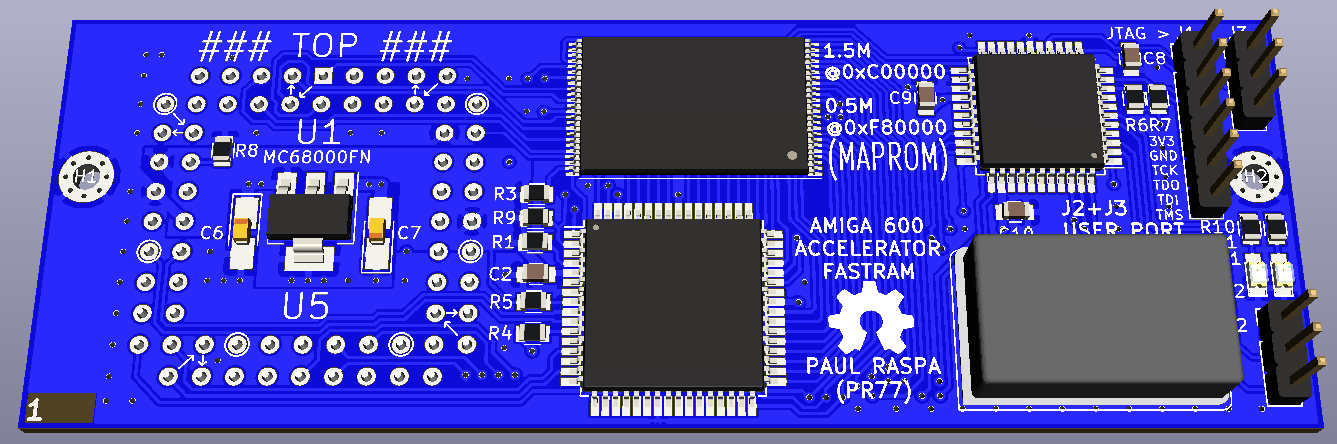 ### TOP ###
U1
MC68000FN
R8
H1
C6
C7
U5
R3
R9
R1
C2
R5
R4
1
1.5M
@0xC00000
0.5M
@0xF80000
(MAPROM)
C9
AMIGA 600
ACCELERATOR
FASTRAM
PAUL RASPA
(PR77)
JTAG >
C8
R6R7
3V3
GND
TCK
TDO
TDI
TMS
H2
J2+J3
USER PORT
R10